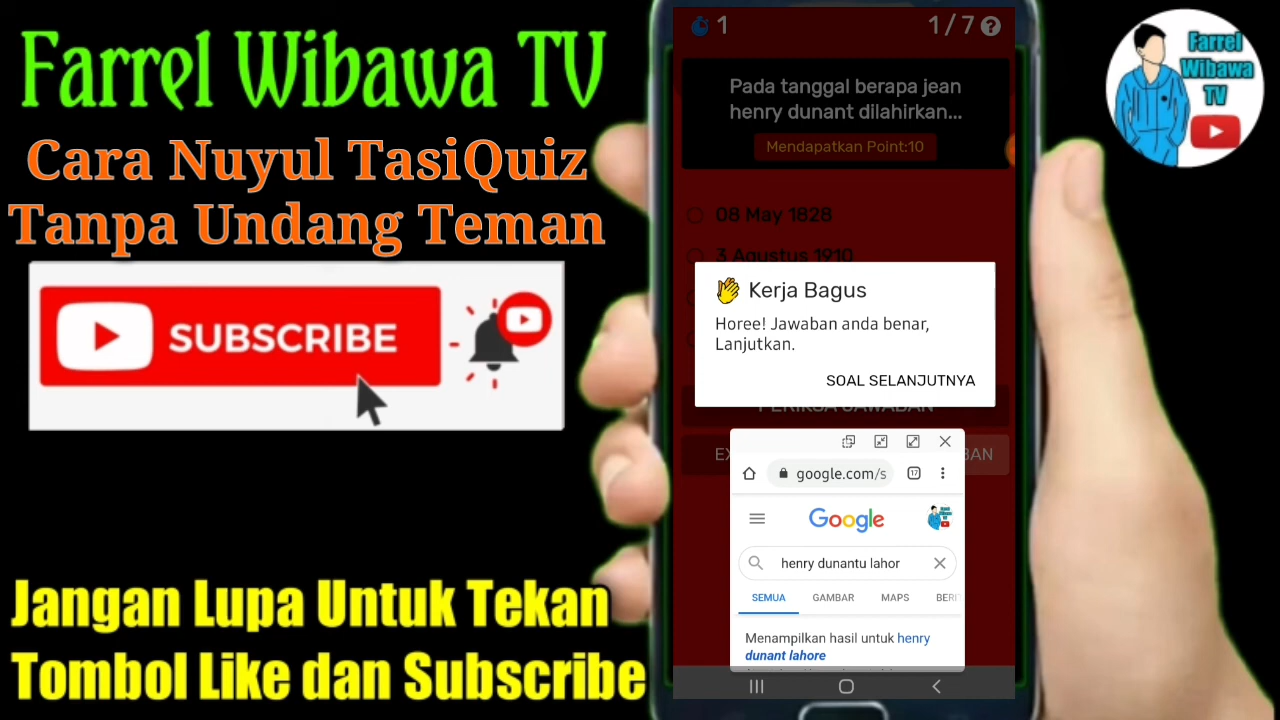 Farrel Wibawa TV
Cara Nuyul TasiQuiz
Tanpa Undang Teman
SUBSCRIBE
Jangan Lupa Untuk Tekan
Tombol Like dan Subscribe
1
1 / 7 ?
Pada tanggal berapa jean
henry dunant dilahirkan...
Mendapatkan Point:10
08 May 1828
3 Agustus 1910
Kerja Bagus
Horee! Jawaban anda benar,
Lanjutkan.
SOAL SELANJUTNYA
PERIKSA JAWABAN
google.com/s
17
Google
henry dunantu lahor
SEMUA GAMBAR MAPS
Menampilkan hasil untuk henry
dunant lahore
Farrel
Wibawa
TV